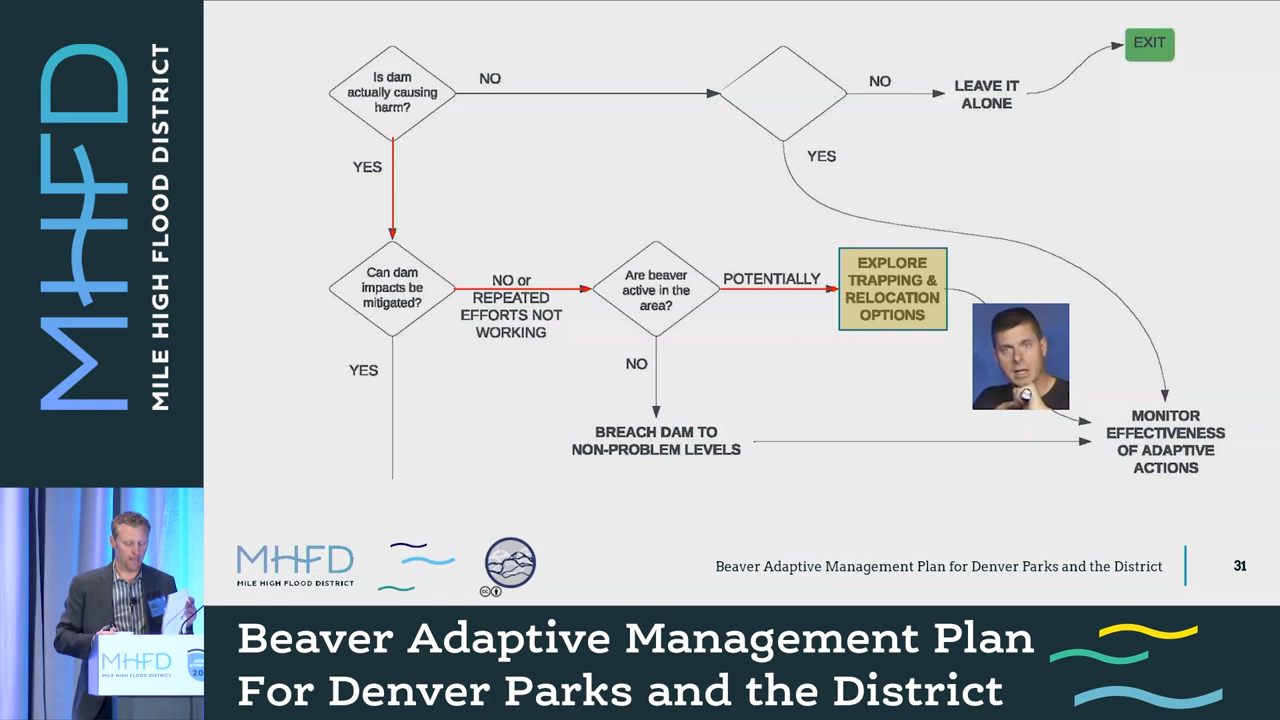 MHFD
MILE HIGH FLOOD DISTRICT
Is dam
actually causing
harm?
NO
NO
LEAVE IT
ALONE
EXIT
YES
YES
Can dam
impacts be
mitigated?
NO or
REPEATED
EFFORTS NOT
WORKING
Are beaver
active in the
area?
POTENTIALLY
EXPLORE
TRAPPING &
RELOCATION
OPTIONS
YES
NO
BREACH DAM TO
NON-PROBLEM LEVELS
MONITOR
EFFECTIVENESS
OF ADAPTIVE
ACTIONS
MHFD
MILE HIGH FLOOD DISTRICT
Beaver Adaptive Management Plan for Denver Parks and the District
31
MHFD
MILE HIGH FLOOD DISTRICT
Beaver Adaptive Management Plan
For Denver Parks and the District